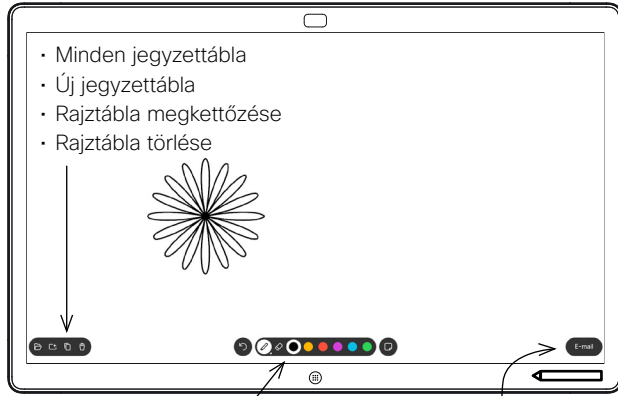 · Minden jegyzettábla
· Új jegyzettábla
· Rajztábla megkettőzése
· Rajztábla törlése
E-mail